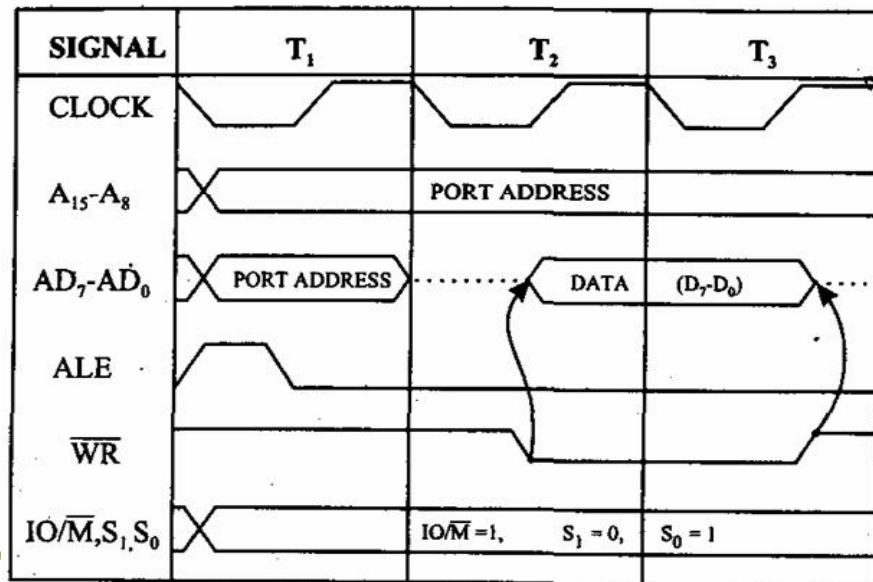 SIGNAL T₁ T₂ T₃
CLOCK
A₁₅-A₈ PORT ADDRESS
AD₇-AD₀ PORT ADDRESS DATA (D₇-D₀)
ALE
W̅R̅
IO/M̅,S₁,S₀ IO/M̅ =1, S₁ = 0, S₀ = 1